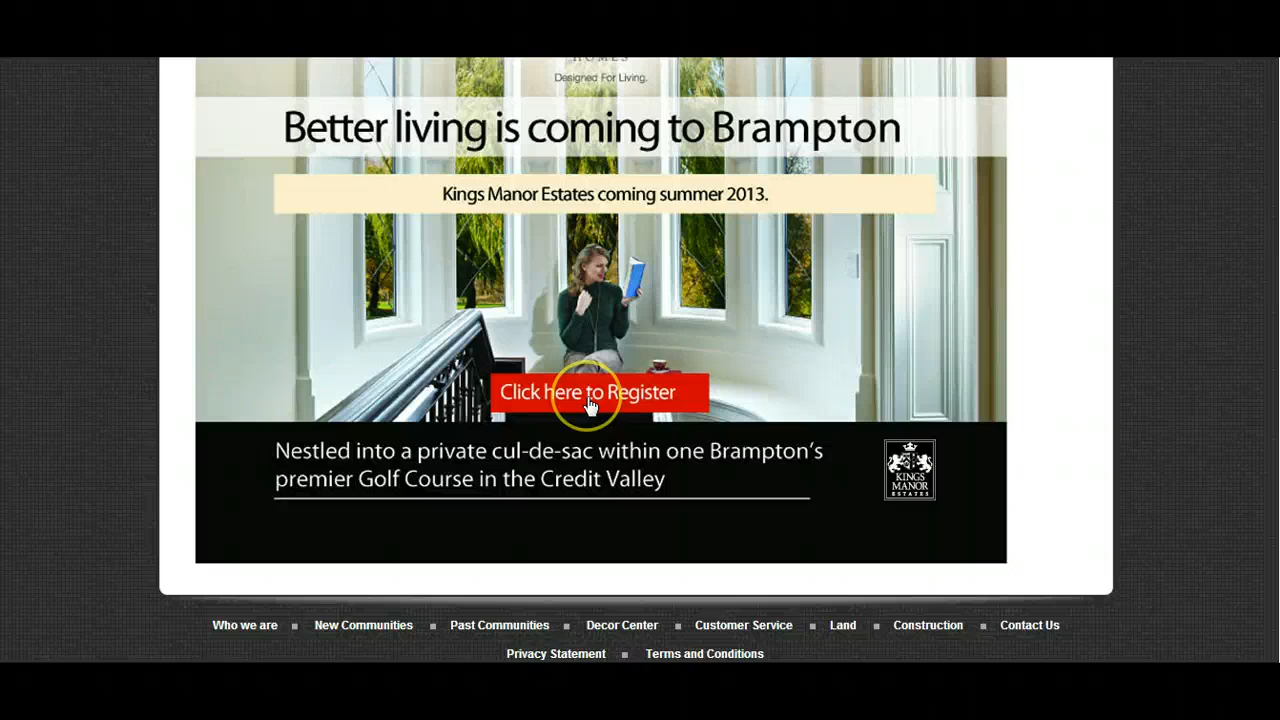 HOMES
Designed For Living.
Better living is coming to Brampton
Kings Manor Estates coming summer 2013.
Click here to Register
Nestled into a private cul-de-sac within one Brampton's
premier Golf Course in the Credit Valley
KINGS
MANOR
ESTATES
Who we are New Communities Past Communities Decor Center Customer Service Land Construction Contact Us
Privacy Statement Terms and Conditions